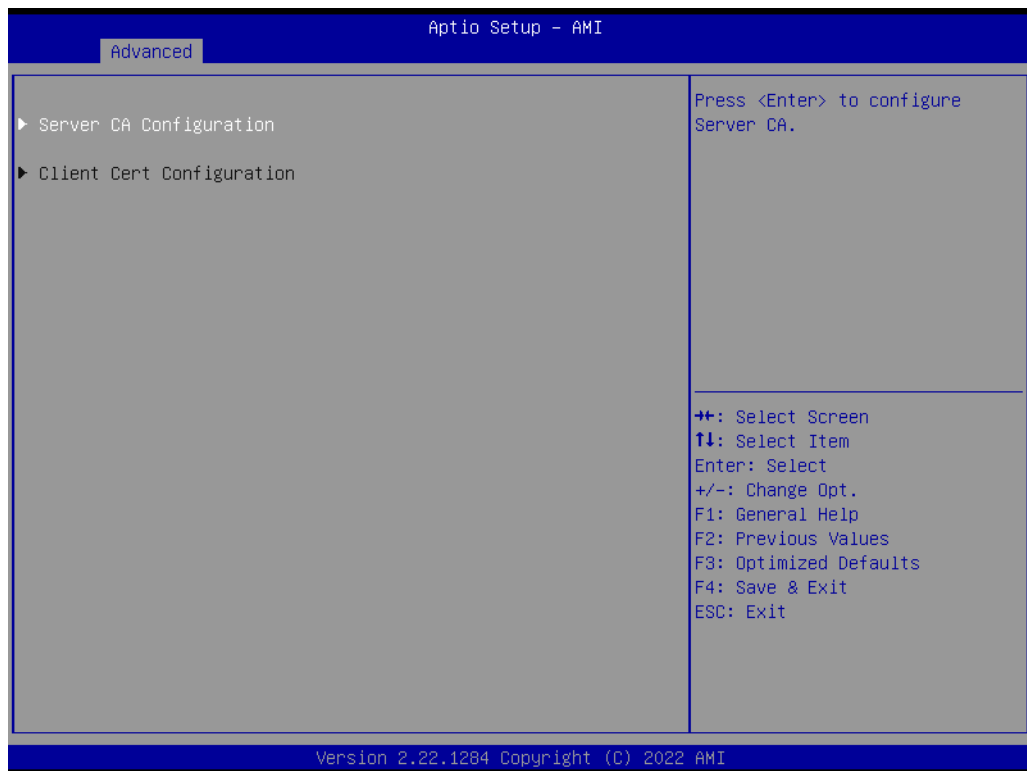 Aptio Setup – AMI
Advanced
▶ Server CA Configuration
▶ Client Cert Configuration
Press <Enter> to configure
Server CA.
→←: Select Screen
↑↓: Select Item
Enter: Select
+/-: Change Opt.
F1: General Help
F2: Previous Values
F3: Optimized Defaults
F4: Save & Exit
ESC: Exit
Version 2.22.1284 Copyright (C) 2022 AMI